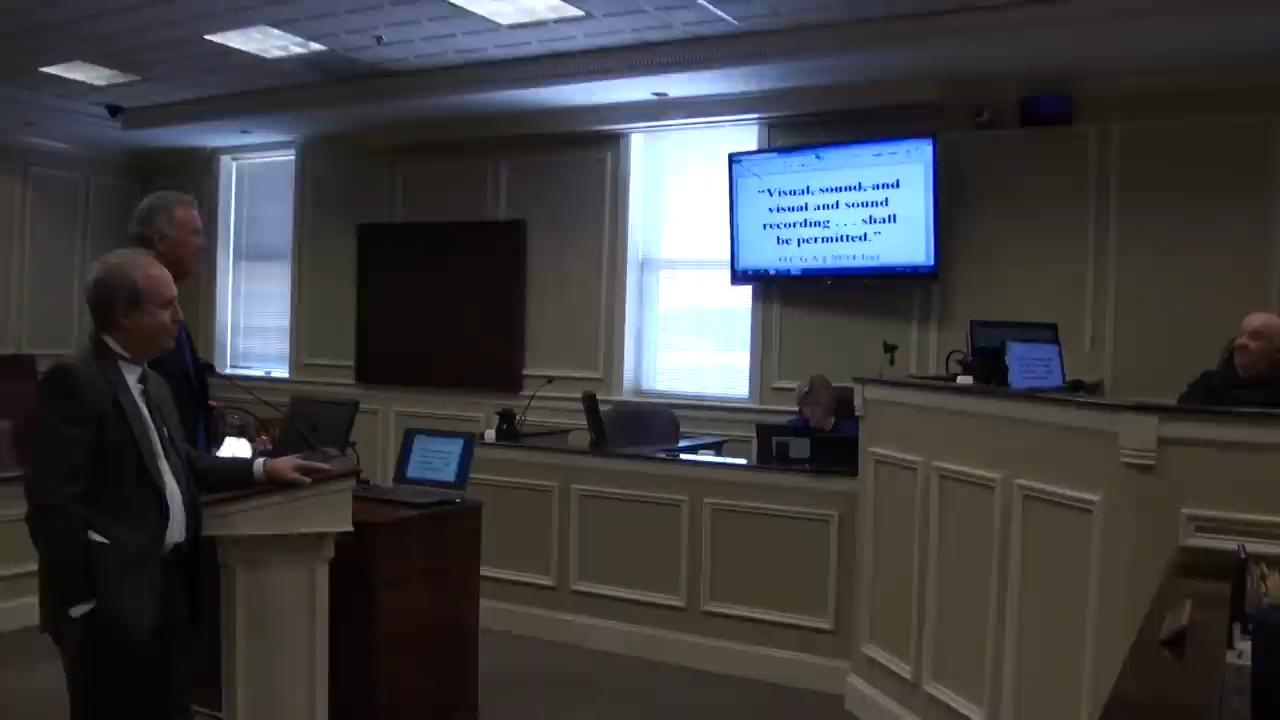 “Visual, sound, and
visual and sound
recording . . . shall
be permitted.”
O.C.G.A §